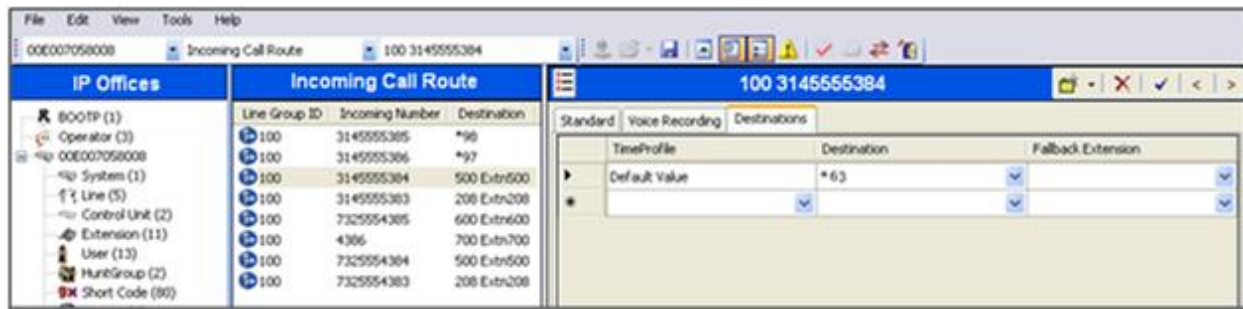 File Edit View Tools Help
00E007058008 Incoming Call Route 100 3145555384
IP Offices
BOOTP (1)
Operator (3)
00E007058008
System (1)
Line (5)
Control Unit (2)
Extension (11)
User (13)
HuntGroup (2)
Short Code (80)
Incoming Call Route
Line Group ID Incoming Number Destination
100 3145555385 *98
100 3145555386 *97
100 3145555384 500 Extn500
100 3145555383 208 Extn208
100 7325554385 600 Extn600
100 4386 700 Extn700
100 7325554384 500 Extn500
100 7325554383 208 Extn208
100 3145555384
Standard Voice Recording Destinations
TimeProfile Destination Fallback Extension
Default Value *63